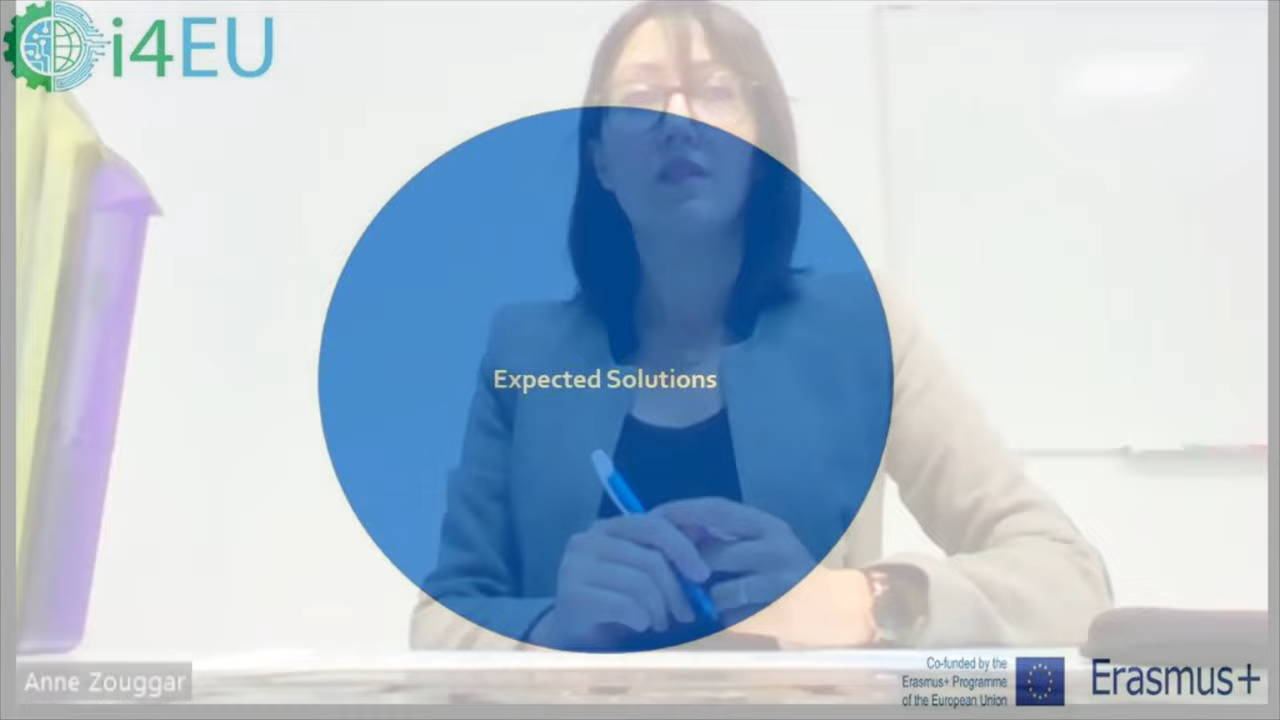 i4EU
Expected Solutions
Anne Zouggar
Co-funded by the
Erasmus+ Programme
of the European Union
Erasmus+